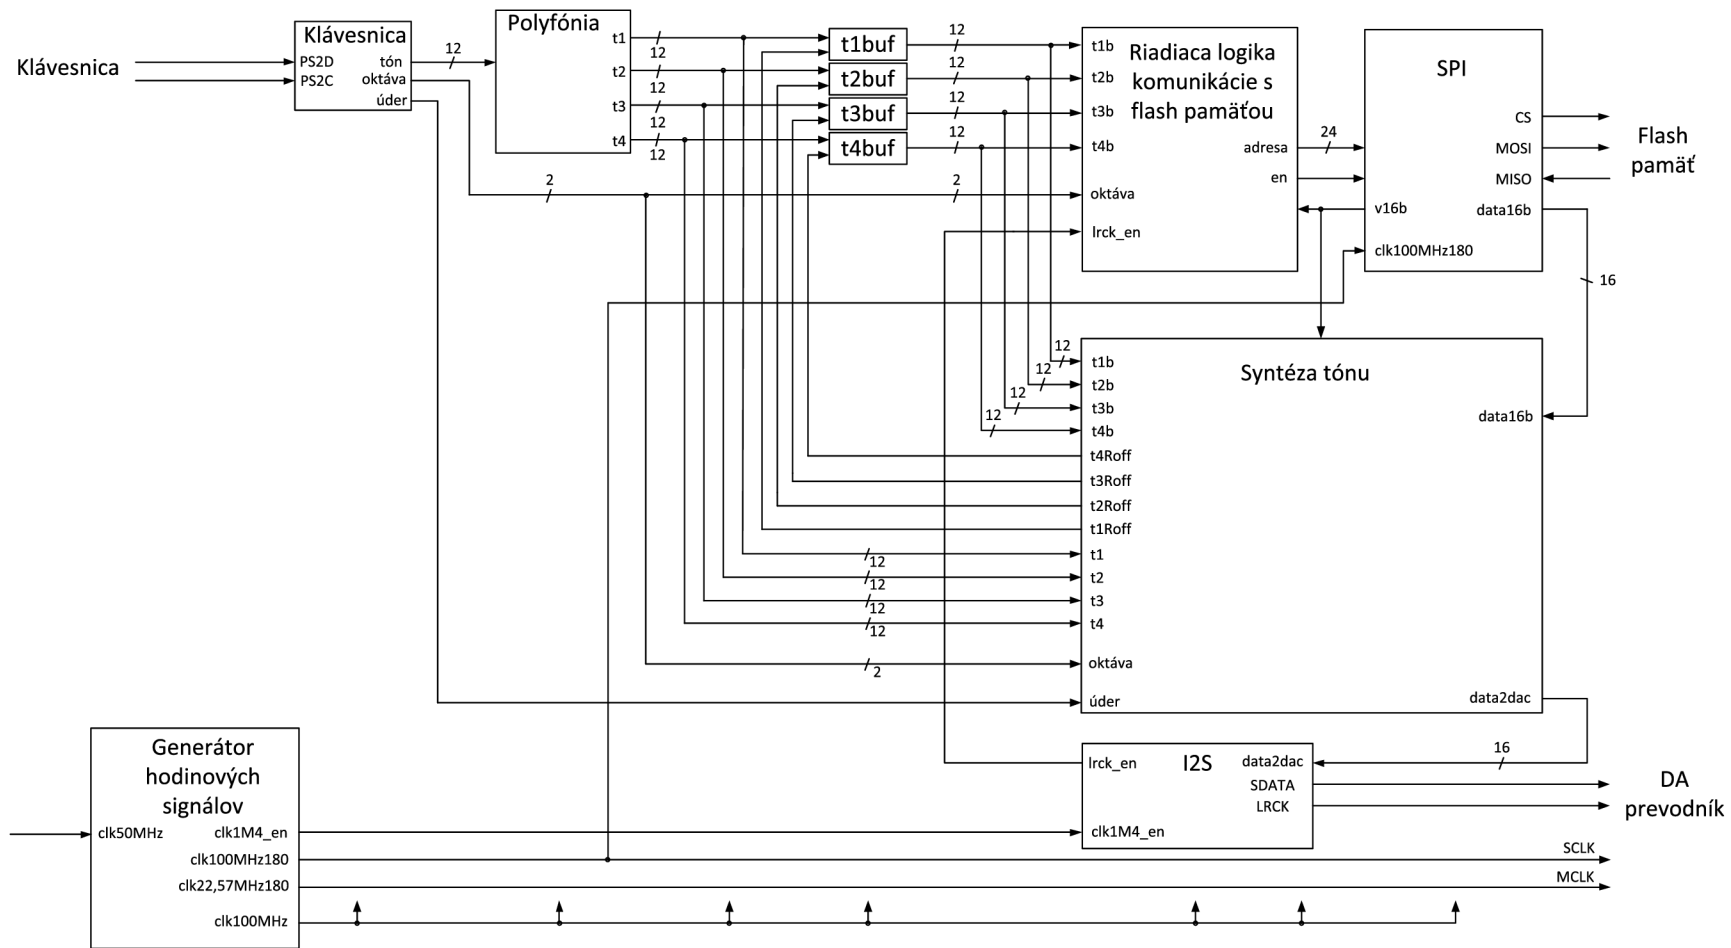 Klávesnica
Klávesnica
PS2D
PS2C
tón
oktáva
úder
12
Polyfónia
t1
t2
t3
t4
12
12
12
12
t1buf
t2buf
t3buf
t4buf
12
12
12
12
2
2
Riadiaca logika
komunikácie s
flash pamäťou
t1b
t2b
t3b
t4b
oktáva
lrck_en
adresa
en
24
SPI
CS
MOSI
MISO
v16b
data16b
clk100MHz180
Flash
pamäť
16
Syntéza tónu
12
12
12
12
t1b
t2b
t3b
t4b
t4Roff
t3Roff
t2Roff
t1Roff
t1
t2
t3
t4
oktáva
úder
12
12
12
12
2
data16b
data2dac
16
I2S
lrck_en
data2dac
SDATA
LRCK
clk1M4_en
DA
prevodník
Generátor
hodinových
signálov
clk50MHz
clk1M4_en
clk100MHz180
clk22,57MHz180
clk100MHz
SCLK
MCLK